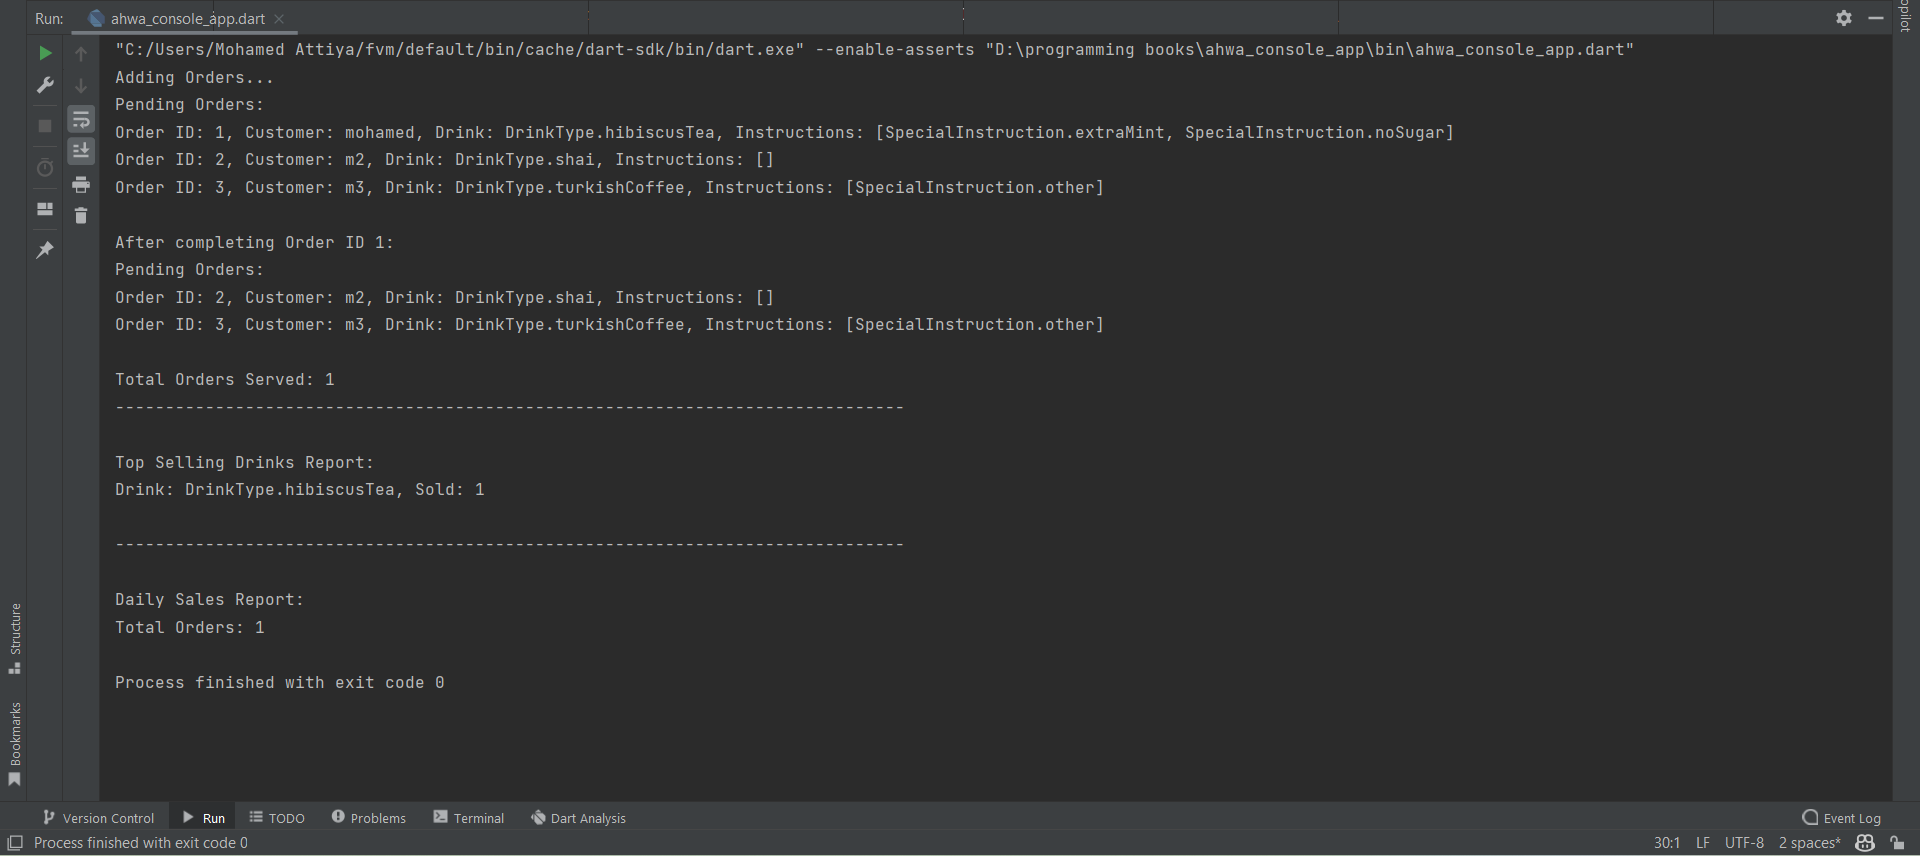 Run: ahwa_console_app.dart
opilot
"C:/Users/Mohamed Attiya/fvm/default/bin/cache/dart-sdk/bin/dart.exe" --enable-asserts "D:\programming books\ahwa_console_app\bin\ahwa_console_app.dart"
Adding Orders...
Pending Orders:
Order ID: 1, Customer: mohamed, Drink: DrinkType.hibiscusTea, Instructions: [SpecialInstruction.extraMint, SpecialInstruction.noSugar]
Order ID: 2, Customer: m2, Drink: DrinkType.shai, Instructions: []
Order ID: 3, Customer: m3, Drink: DrinkType.turkishCoffee, Instructions: [SpecialInstruction.other]
After completing Order ID 1:
Pending Orders:
Order ID: 2, Customer: m2, Drink: DrinkType.shai, Instructions: []
Order ID: 3, Customer: m3, Drink: DrinkType.turkishCoffee, Instructions: [SpecialInstruction.other]
Total Orders Served: 1
-------------------------------------------------------------------------------
Top Selling Drinks Report:
Drink: DrinkType.hibiscusTea, Sold: 1
-------------------------------------------------------------------------------
Daily Sales Report:
Total Orders: 1
Process finished with exit code 0
Structure
Bookmarks
Version Control Run TODO Problems Terminal Dart Analysis Event Log
Process finished with exit code 0 30:1 LF UTF-8 2 spaces*